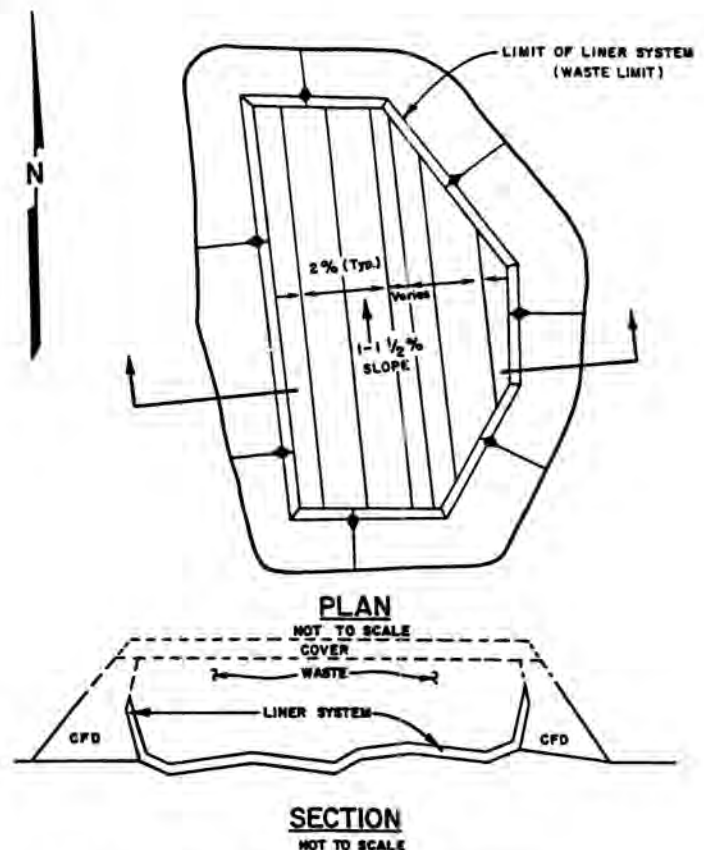 LIMIT OF LINER SYSTEM
(WASTE LIMIT)
N
2% (Typ.)
Varies
1-1 1/2 %
SLOPE
PLAN
NOT TO SCALE
COVER
WASTE
LINER SYSTEM
CFD
CFD
SECTION
NOT TO SCALE